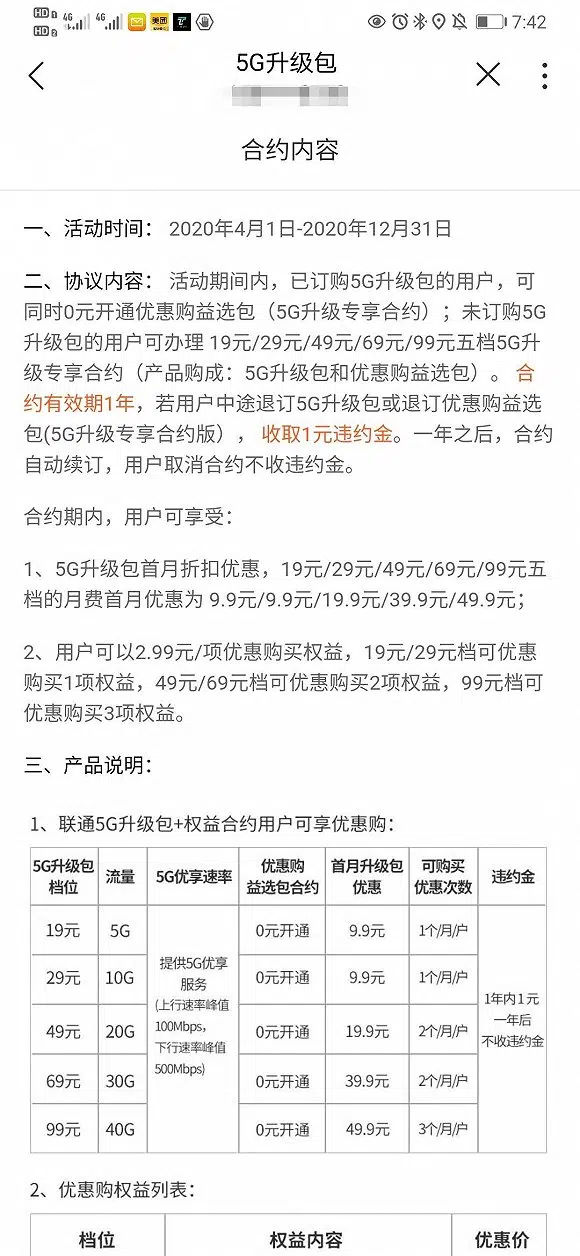 HD 1 4G 4G 美团 7:42
HD 2
5G升级包
合约内容
一、活动时间： 2020年4月1日-2020年12月31日
二、协议内容： 活动期间内，已订购5G升级包的用户，可
同时0元开通优惠购益选包（5G升级专享合约）；未订购5G
升级包的用户可办理 19元/29元/49元/69元/99元五档5G升
级专享合约（产品构成：5G升级包和优惠购益选包）。 合
约有效期1年，若用户中途退订5G升级包或退订优惠购益选
包(5G升级专享合约版）， 收取1元违约金。一年之后，合约
自动续订，用户取消合约不收违约金。
合约期内，用户可享受：
1、5G升级包首月折扣优惠，19元/29元/49元/69元/99元五
档的月费首月优惠为 9.9元/9.9元/19.9元/39.9元/49.9元；
2、用户可以2.99元/项优惠购买权益，19元/29元档可优惠
购买1项权益，49元/69元档可优惠购买2项权益，99元档可
优惠购买3项权益。
三、产品说明：
1、联通5G升级包+权益合约用户可享优惠购：
5G升级包档位 流量 5G优享速率 优惠购益选包合约 首月升级包优惠 可购买优惠次数 违约金
19元 5G 0元开通 9.9元 1个/月/户
29元 10G 0元开通 9.9元 1个/月/户
49元 20G 0元开通 19.9元 2个/月/户
69元 30G 0元开通 39.9元 2个/月/户
99元 40G 0元开通 49.9元 3个/月/户
提供5G优享
服务
(上行速率峰值
100Mbps，
下行速率峰值
500Mbps)
1年内1元
一年后
不收违约金
2、优惠购权益列表：
档位 权益内容 优惠价